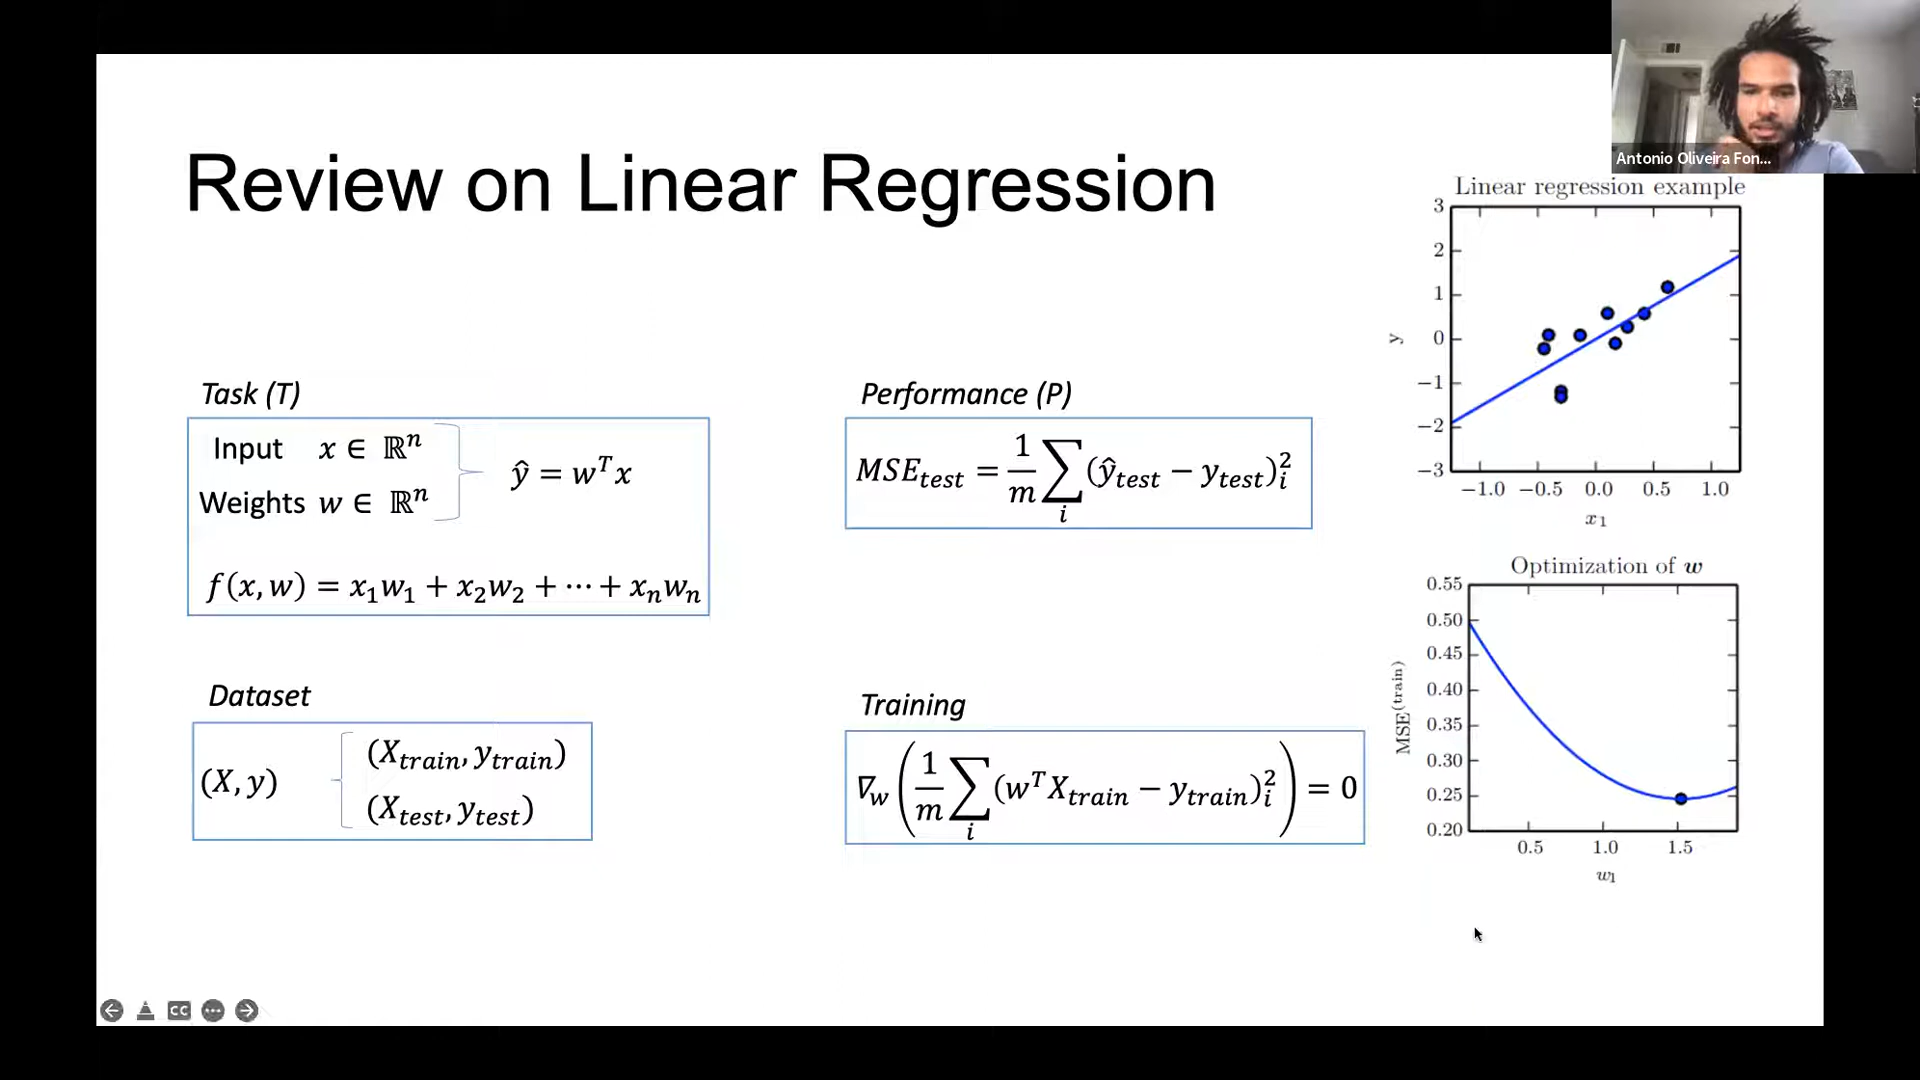 Antonio Oliveira Fon...
Review on Linear Regression
Task (T)
Input x ∈ ℝⁿ
Weights w ∈ ℝⁿ
ŷ = wᵀx
f(x, w) = x₁w₁ + x₂w₂ + ⋯ + xₙwₙ
Performance (P)
MSE_test = 1/m ∑_i (ŷ_test − y_test)_i²
Dataset
(X, y)
(X_train, y_train)
(X_test, y_test)
Training
∇_w (1/m ∑_i (wᵀX_train − y_train)_i²) = 0
Linear regression example
3
2
1
0
−1
−2
−3
y
−1.0 −0.5 0.0 0.5 1.0
x₁
Optimization of w
0.55
0.50
0.45
0.40
0.35
0.30
0.25
0.20
MSE^(train)
0.5 1.0 1.5
w₁
CC